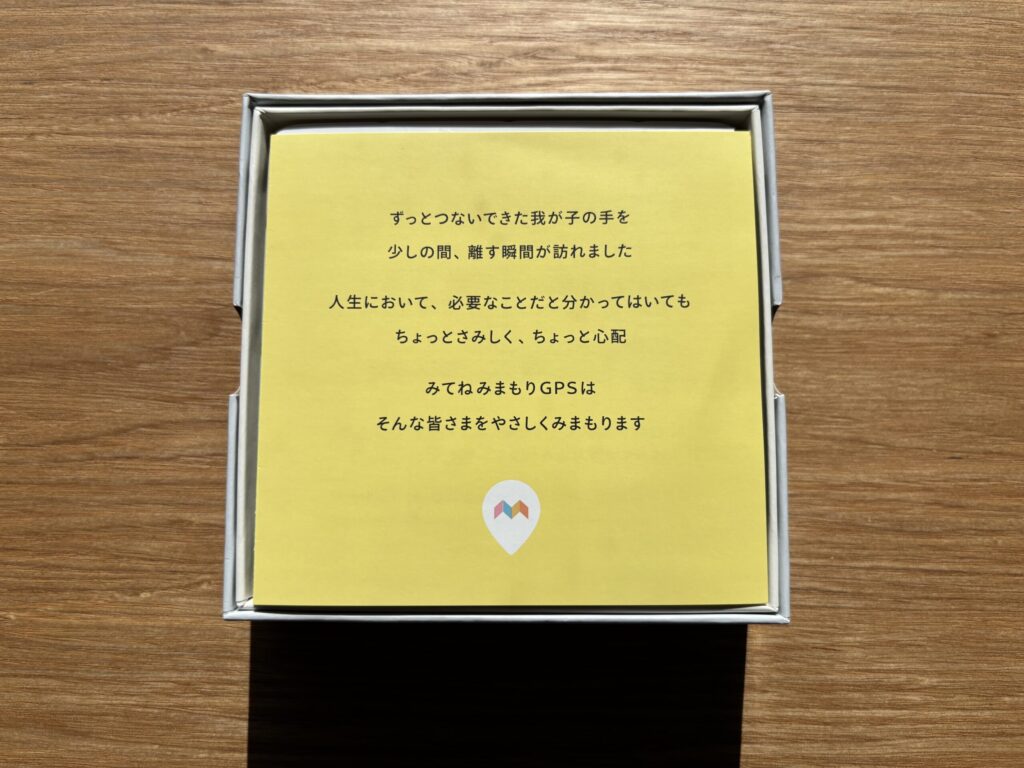 ずっとつないできた我が子の手を
少しの間、離す瞬間が訪れました
人生において、必要なことだと分かってはいても
ちょっとさみしく、ちょっと心配
みてねみまもりGPSは
そんな皆さまをやさしくみまもります